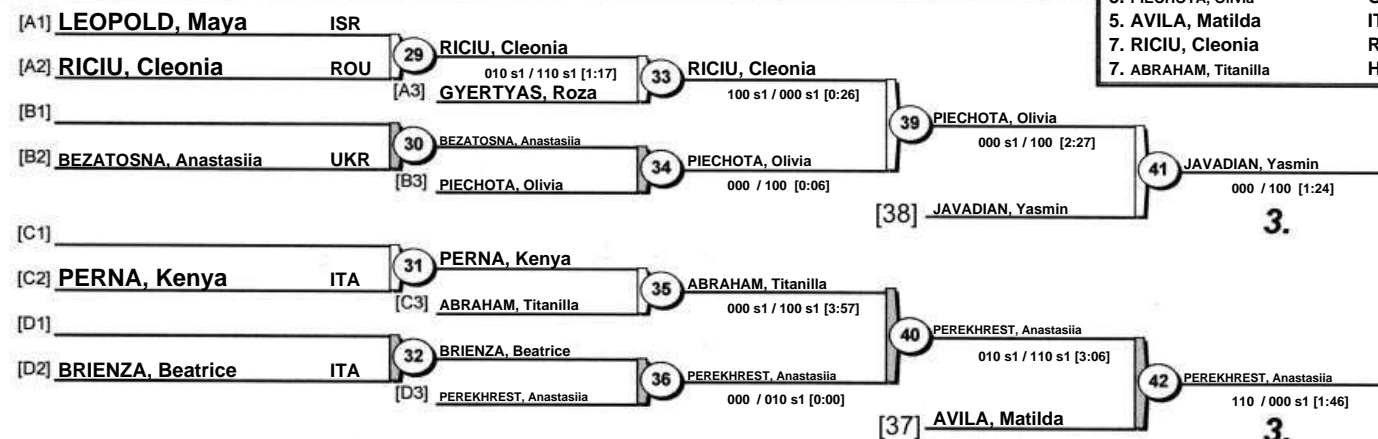 [A1] LEOPOLD, Maya ISR
[A2] RICIU, Cleonia ROU
29
RICIU, Cleonia
010 s1 / 110 s1 [1:17]
[A3] GYERTYAS, Roza
33
RICIU, Cleonia
100 s1 / 000 s1 [0:26]
[B1]
[B2] BEZATOSNA, Anastasiia UKR
30
BEZATOSNA, Anastasiia
[B3] PIECHOTA, Olivia
34
PIECHOTA, Olivia
000 / 100 [0:06]
39
PIECHOTA, Olivia
000 s1 / 100 [2:27]
[38] JAVADIAN, Yasmin
41
JAVADIAN, Yasmin
000 / 100 [1:24]
3.
[C1]
[C2] PERNA, Kenya ITA
31
PERNA, Kenya
[C3] ABRAHAM, Titanilla
35
ABRAHAM, Titanilla
000 s1 / 100 s1 [3:57]
[D1]
[D2] BRIENZA, Beatrice ITA
32
BRIENZA, Beatrice
[D3] PEREKHREST, Anastasiia
36
PEREKHREST, Anastasiia
000 / 010 s1 [0:00]
40
PEREKHREST, Anastasiia
010 s1 / 110 s1 [3:06]
[37] AVILA, Matilda
42
PEREKHREST, Anastasiia
110 / 000 s1 [1:46]
3.
PIECHOTA, Olivia
5. AVILA, Matilda
7. RICIU, Cleonia
7. ABRAHAM, Titanilla